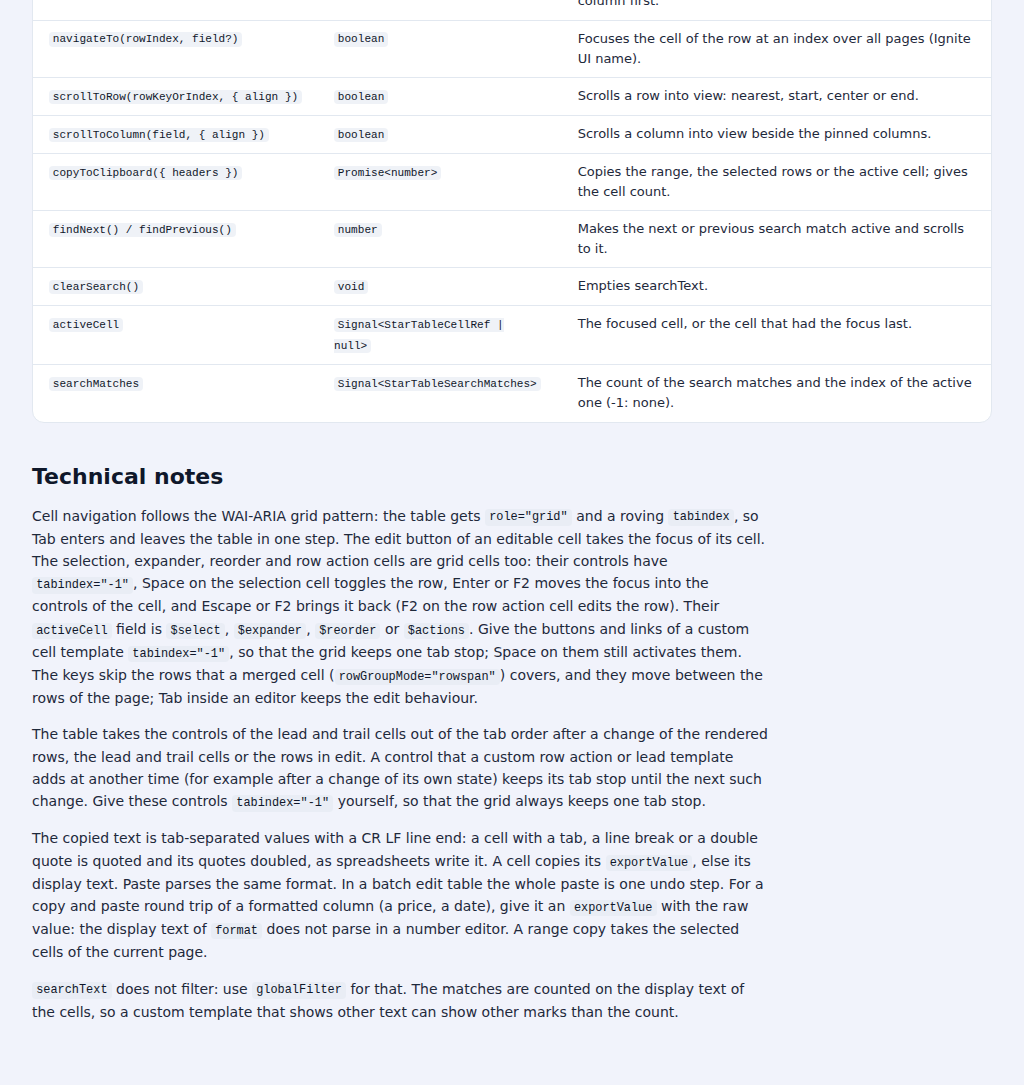 column first.
navigateTo(rowIndex, field?)
boolean
Focuses the cell of the row at an index over all pages (Ignite
UI name).
scrollToRow(rowKeyOrIndex, { align })
boolean
Scrolls a row into view: nearest, start, center or end.
scrollToColumn(field, { align })
boolean
Scrolls a column into view beside the pinned columns.
copyToClipboard({ headers })
Promise<number>
Copies the range, the selected rows or the active cell; gives
the cell count.
findNext() / findPrevious()
number
Makes the next or previous search match active and scrolls
to it.
clearSearch()
void
Empties searchText.
activeCell
Signal<StarTableCellRef |
null>
The focused cell, or the cell that had the focus last.
searchMatches
Signal<StarTableSearchMatches>
The count of the search matches and the index of the active
one (-1: none).
Technical notes
Cell navigation follows the WAI-ARIA grid pattern: the table gets role="grid" and a roving tabindex, so
Tab enters and leaves the table in one step. The edit button of an editable cell takes the focus of its cell.
The selection, expander, reorder and row action cells are grid cells too: their controls have
tabindex="-1", Space on the selection cell toggles the row, Enter or F2 moves the focus into the
controls of the cell, and Escape or F2 brings it back (F2 on the row action cell edits the row). Their
activeCell field is $select, $expander, $reorder or $actions. Give the buttons and links of a custom
cell template tabindex="-1", so that the grid keeps one tab stop; Space on them still activates them.
The keys skip the rows that a merged cell (rowGroupMode="rowspan") covers, and they move between the
rows of the page; Tab inside an editor keeps the edit behaviour.
The table takes the controls of the lead and trail cells out of the tab order after a change of the rendered
rows, the lead and trail cells or the rows in edit. A control that a custom row action or lead template
adds at another time (for example after a change of its own state) keeps its tab stop until the next such
change. Give these controls tabindex="-1" yourself, so that the grid always keeps one tab stop.
The copied text is tab-separated values with a CR LF line end: a cell with a tab, a line break or a double
quote is quoted and its quotes doubled, as spreadsheets write it. A cell copies its exportValue, else its
display text. Paste parses the same format. In a batch edit table the whole paste is one undo step. For a
copy and paste round trip of a formatted column (a price, a date), give it an exportValue with the raw
value: the display text of format does not parse in a number editor. A range copy takes the selected
cells of the current page.
searchText does not filter: use globalFilter for that. The matches are counted on the display text of
the cells, so a custom template that shows other text can show other marks than the count.